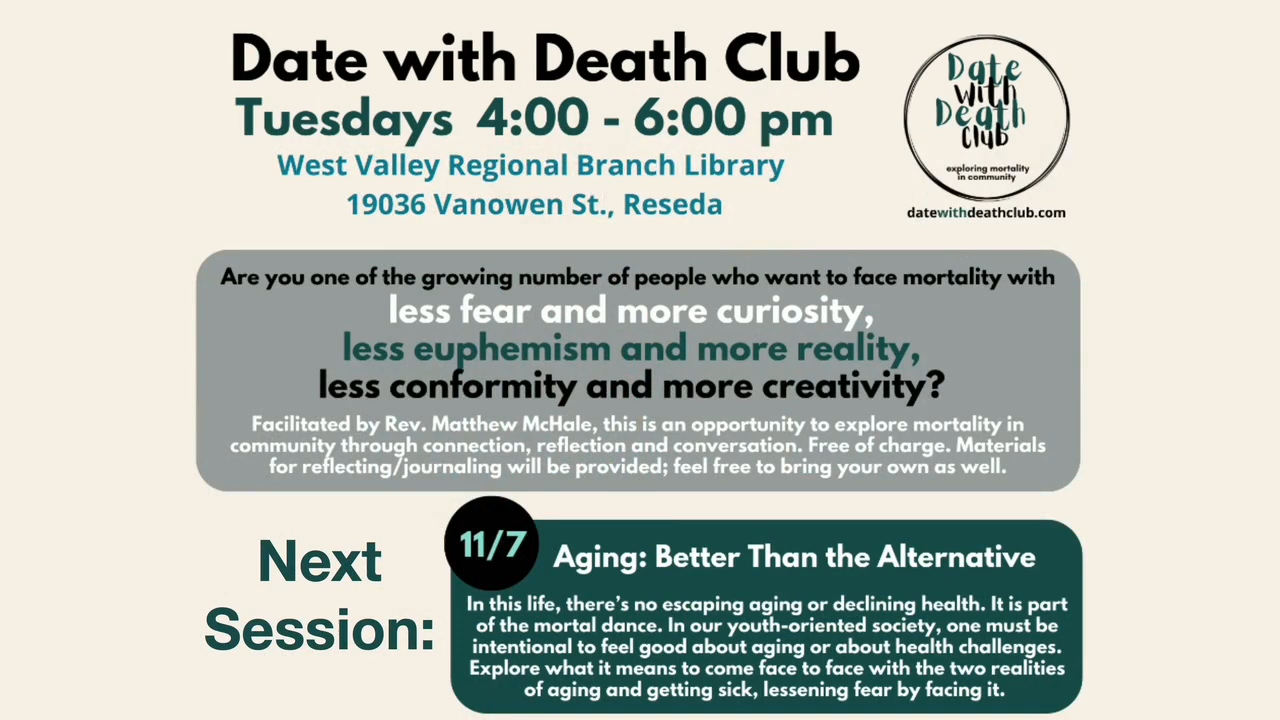 Date with Death Club
Tuesdays 4:00 - 6:00 pm
West Valley Regional Branch Library
19036 Vanowen St., Reseda
Date
with
Death
club
exploring mortality
in community
datewithdeathclub.com
Are you one of the growing number of people who want to face mortality with
less fear and more curiosity,
less euphemism and more reality,
less conformity and more creativity?
Facilitated by Rev. Matthew McHale, this is an opportunity to explore mortality in
community through connection, reflection and conversation. Free of charge. Materials
for reflecting/journaling will be provided; feel free to bring your own as well.
Next
Session:
11/7
Aging: Better Than the Alternative
In this life, there's no escaping aging or declining health. It is part
of the mortal dance. In our youth-oriented society, one must be
intentional to feel good about aging or about health challenges.
Explore what it means to come face to face with the two realities
of aging and getting sick, lessening fear by facing it.